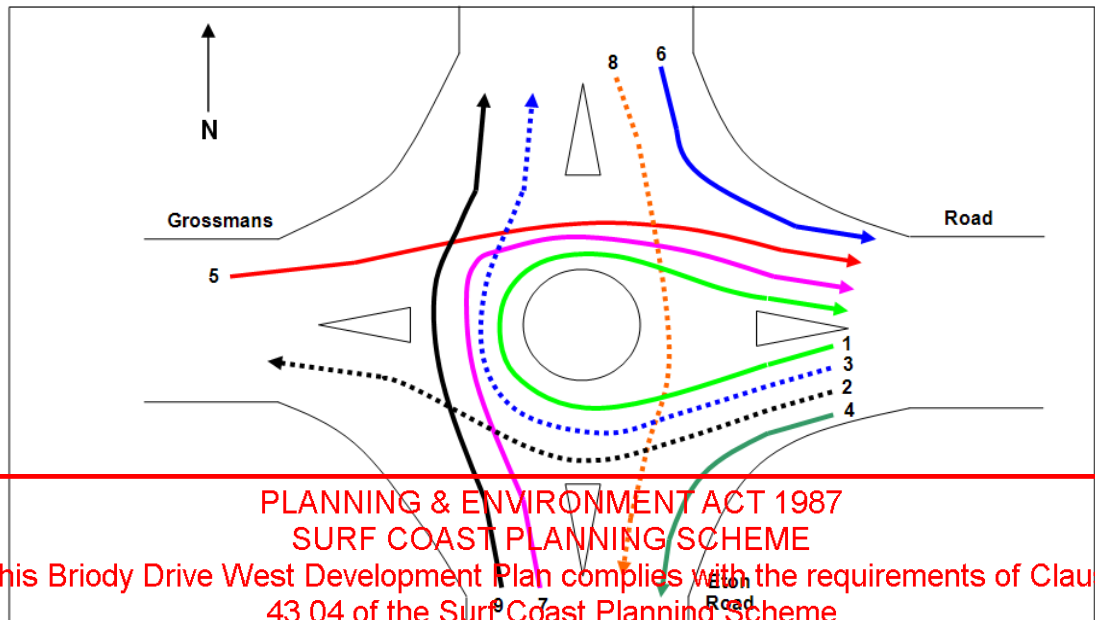 8
6
N
Grossmans
Road
5
1
3
2
4
PLANNING & ENVIRONMENT ACT 1987
SURF COAST PLANNING SCHEME
his Briody Drive West Development Plan complies with the requirements of Claus
Eton
Road
43.04 of the Surf Coast Planning Scheme
9
7